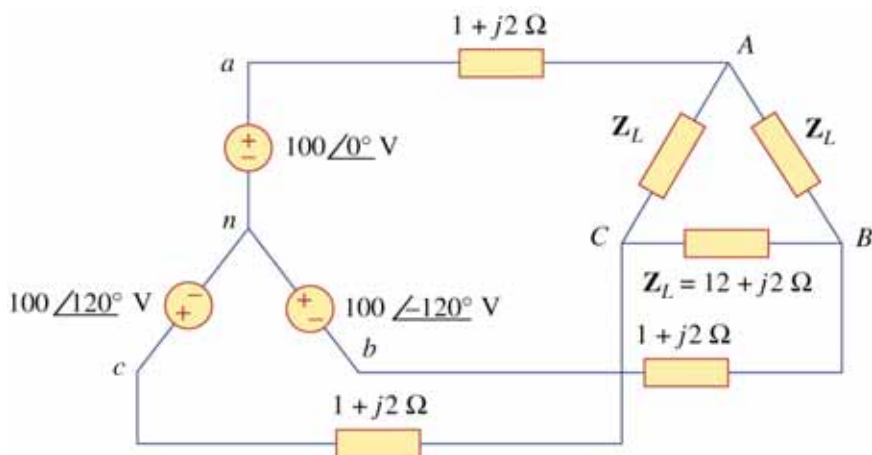 1 + j2 Ω
A
a
Z_L
Z_L
+
−
100∠0° V
n
C
B
Z_L = 12 + j2 Ω
100∠120° V
−
+
+
−
100∠−120° V
1 + j2 Ω
b
c
1 + j2 Ω